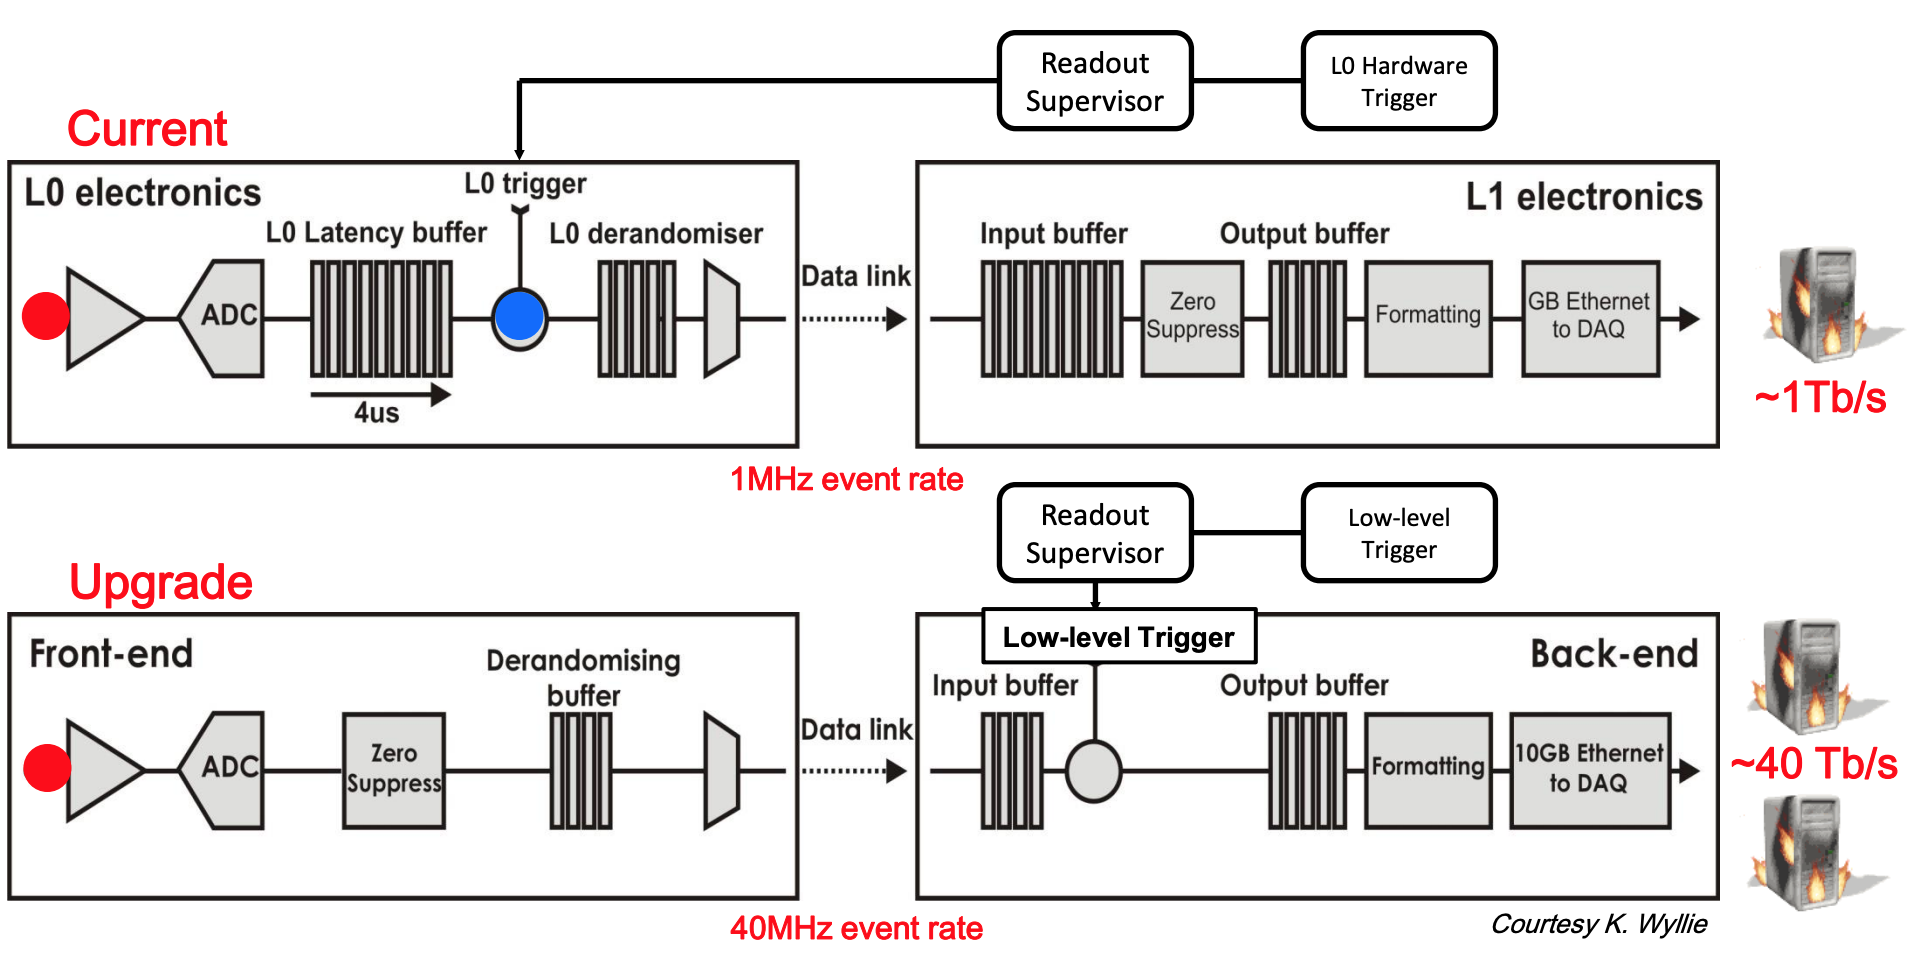 Readout
Supervisor
L0 Hardware
Trigger
Current
L0 electronics
L0 trigger
L0 Latency buffer
L0 derandomiser
ADC
4us
Data link
L1 electronics
Input buffer
Output buffer
Zero
Suppress
Formatting
GB Ethernet
to DAQ
~1Tb/s
1MHz event rate
Readout
Supervisor
Low-level
Trigger
Upgrade
Front-end
Derandomising
buffer
ADC
Zero
Suppress
Data link
Low-level Trigger
Back-end
Input buffer
Output buffer
Formatting
10GB Ethernet
to DAQ
~40 Tb/s
40MHz event rate
Courtesy K. Wyllie